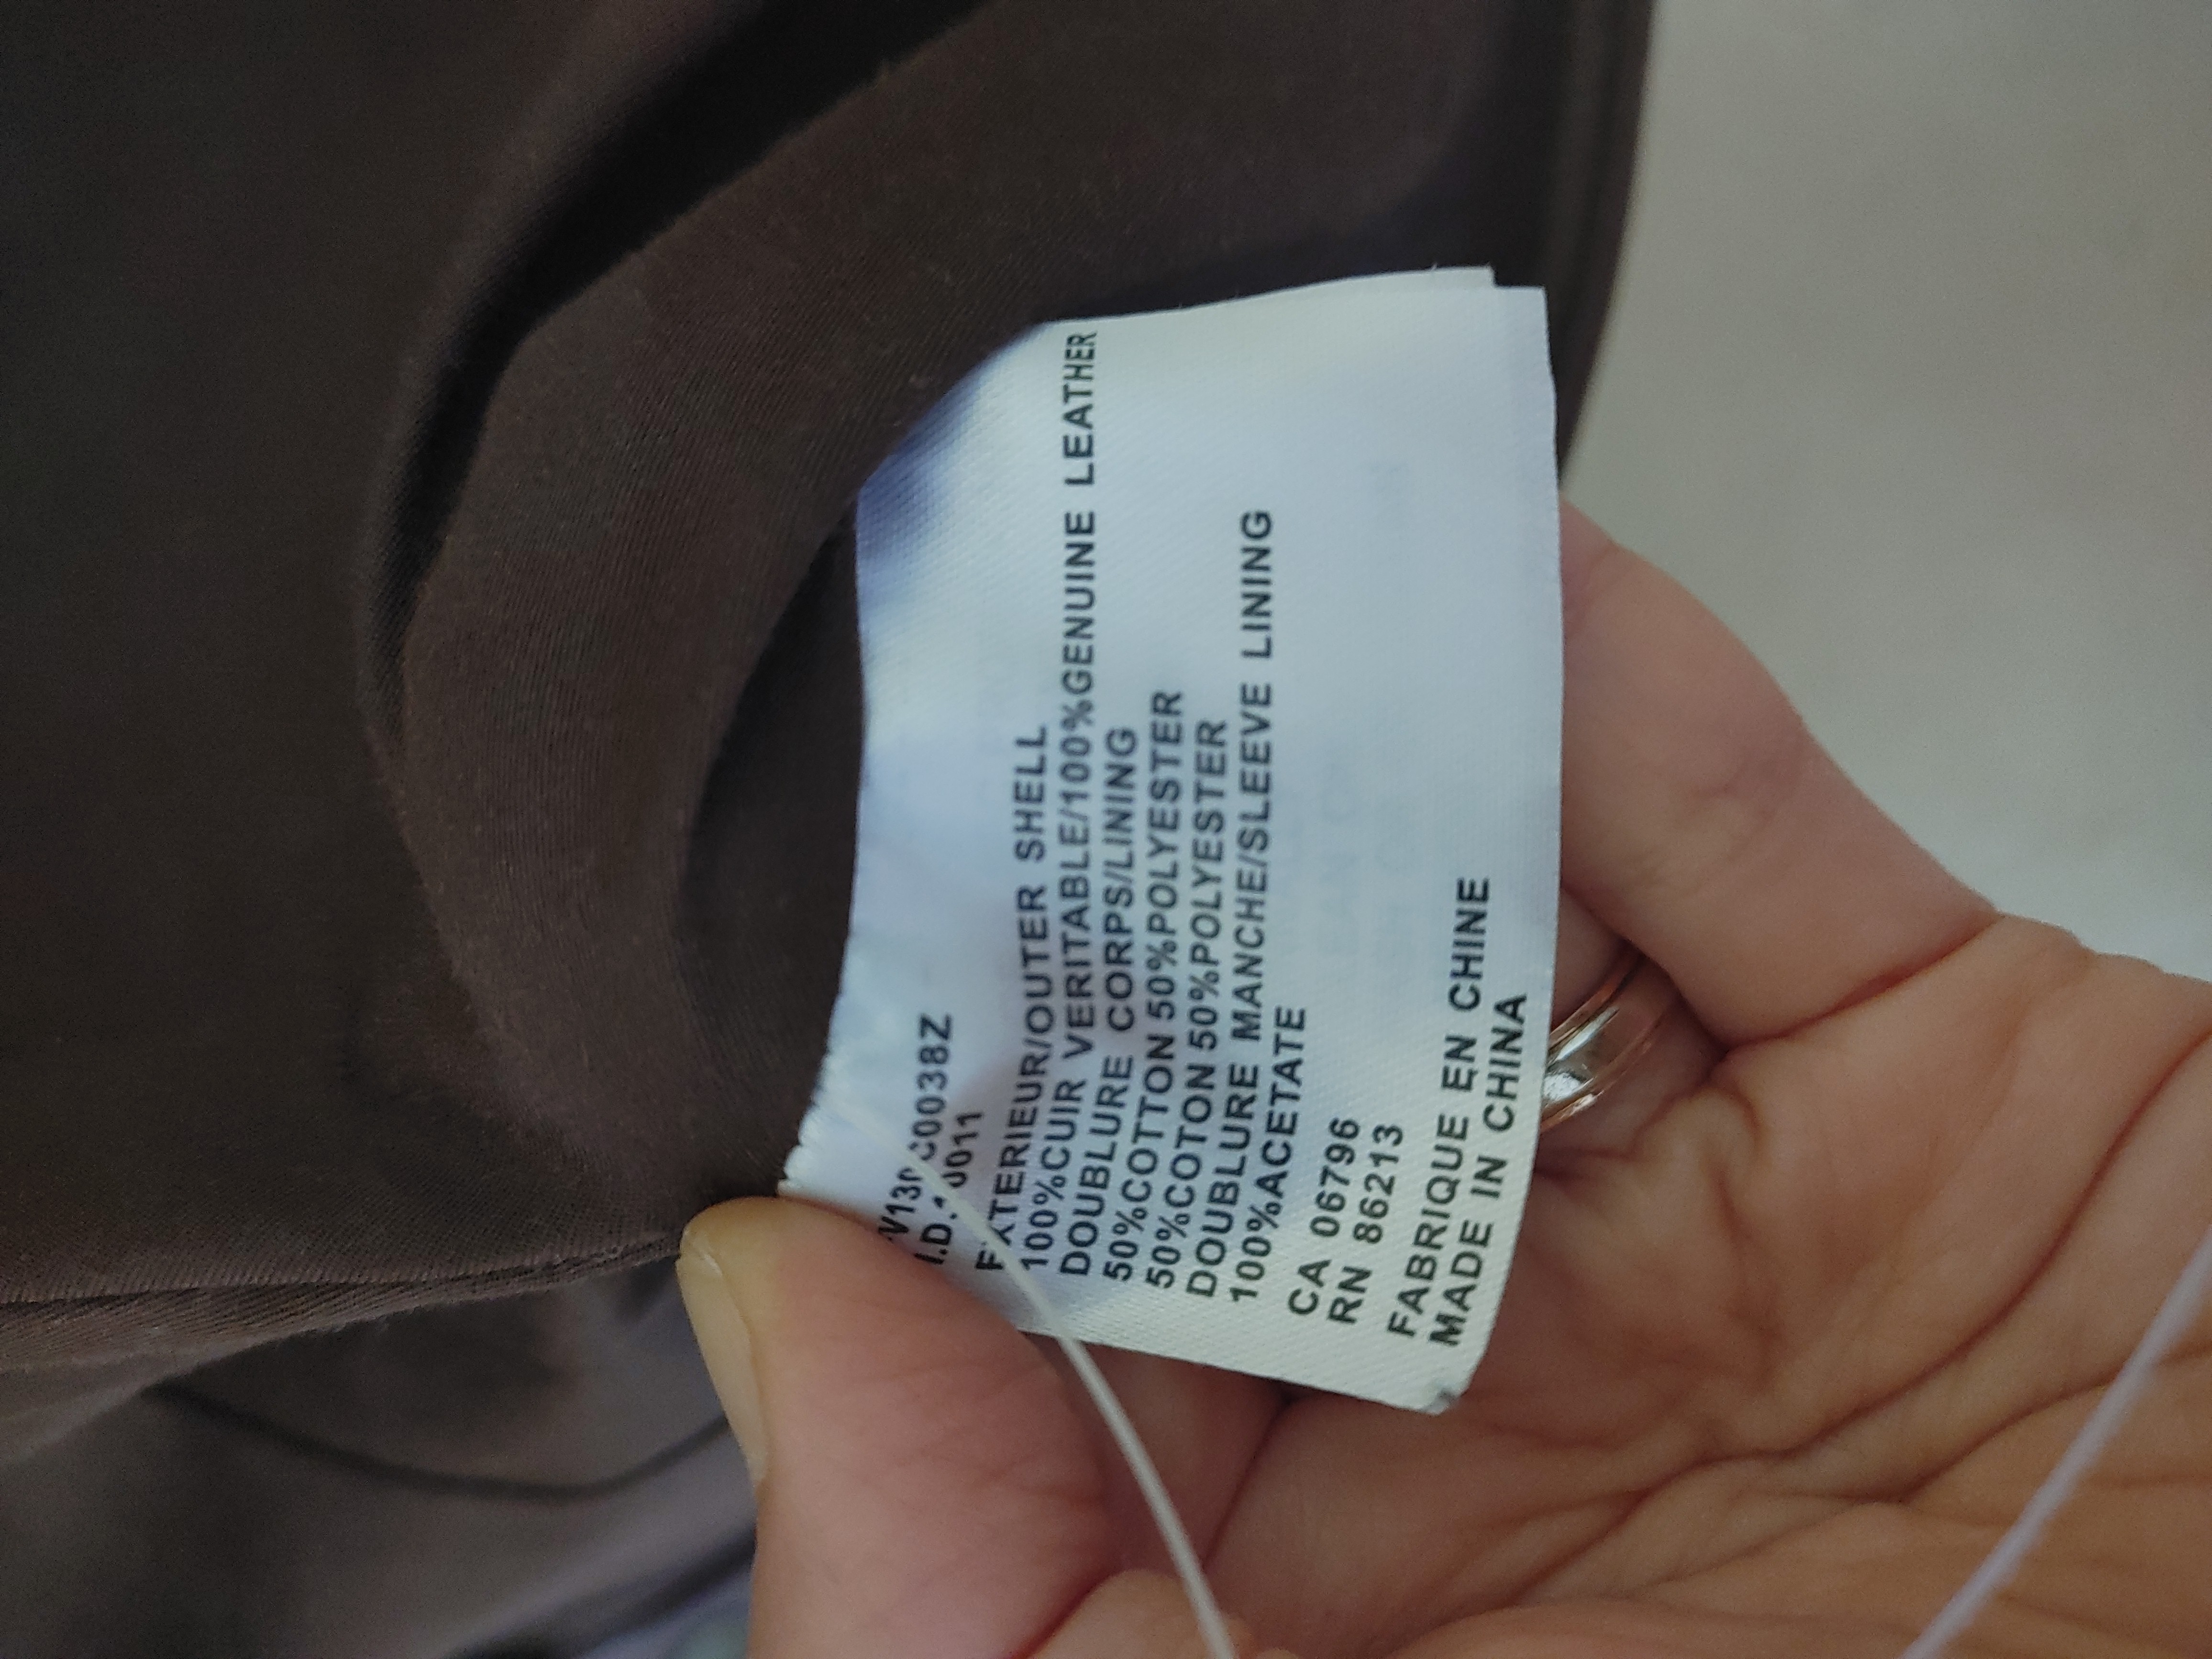 EXTERIEUR/OUTER SHELL
100%CUIR VERITABLE/100%GENUINE LEATHER
DOUBLURE CORPS/LINING
50%COTTON 50%POLYESTER
50%COTON 50%POLYESTER
DOUBLURE MANCHE/SLEEVE LINING
100%ACETATE
CA 06796
RN 86213
FABRIQUE EN CHINE
MADE IN CHINA